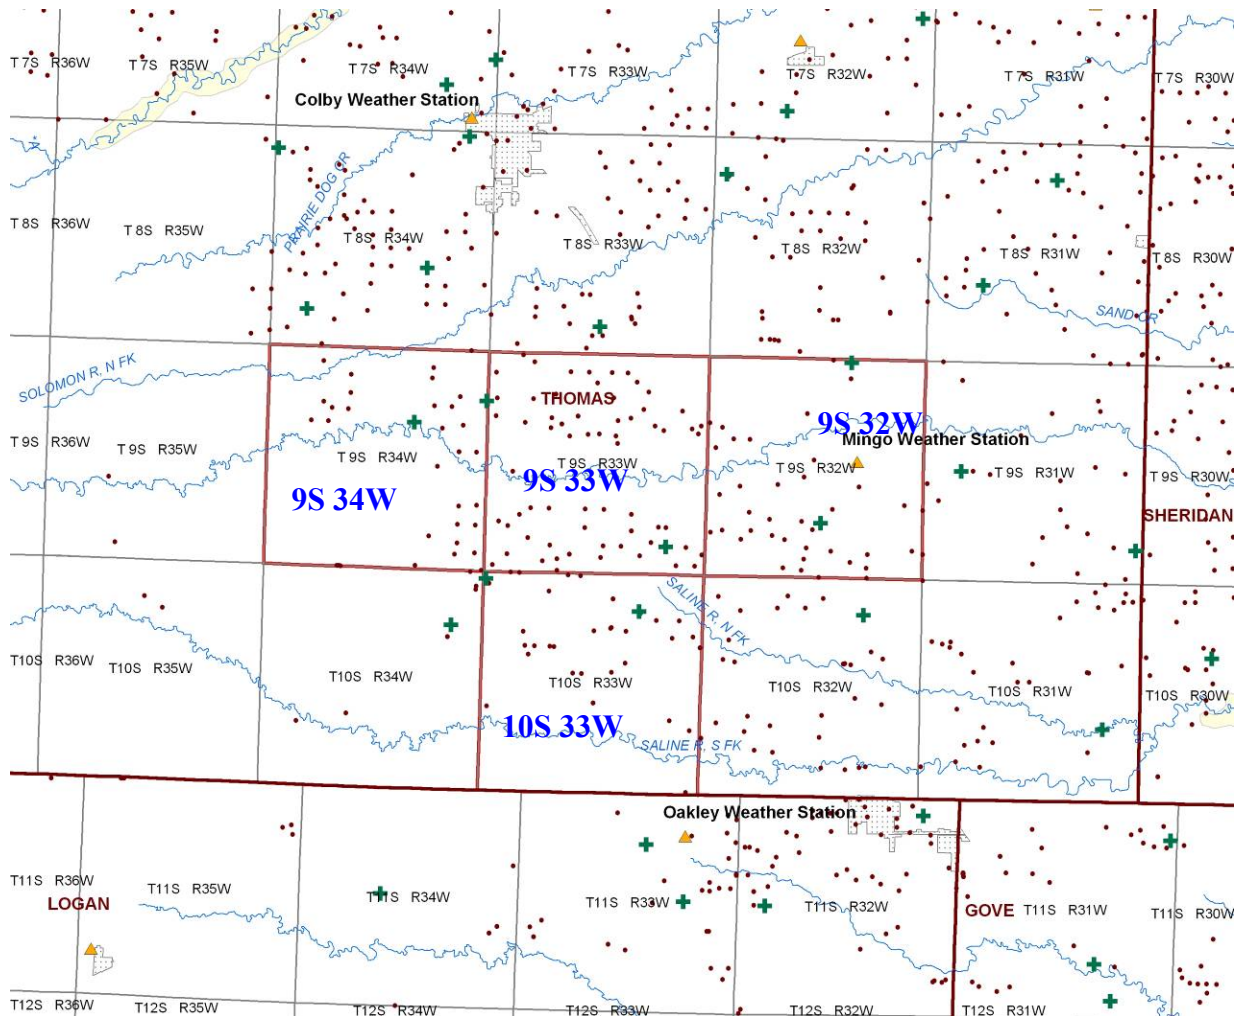 T 7S R36W
T 7S R35W
T 7S R34W
T 7S R33W
T 7S R32W
T 7S R31W
T 7S R30W
Colby Weather Station
PRAIRIE DOG CR
T 8S R36W
T 8S R35W
T 8S R34W
T 8S R33W
T 8S R32W
T 8S R31W
T 8S R30W
SAND CR
SOLOMON R, N FK
THOMAS
9S 32W
Mingo Weather Station
T 9S R36W
T 9S R35W
T 9S R34W
T 9S R33W
T 9S R32W
T 9S R31W
T 9S R30W
9S 34W
9S 33W
SHERIDAN
SALINE R, N FK
T10S R36W
T10S R35W
T10S R34W
T10S R33W
T10S R32W
T10S R31W
T10S R30W
10S 33W
SALINE R, S FK
Oakley Weather Station
T11S R36W
T11S R35W
T11S R34W
T11S R33W
T11S R32W
T11S R31W
T11S R30W
LOGAN
GOVE
T12S R36W
T12S R35W
T12S R34W
T12S R33W
T12S R32W
T12S R31W